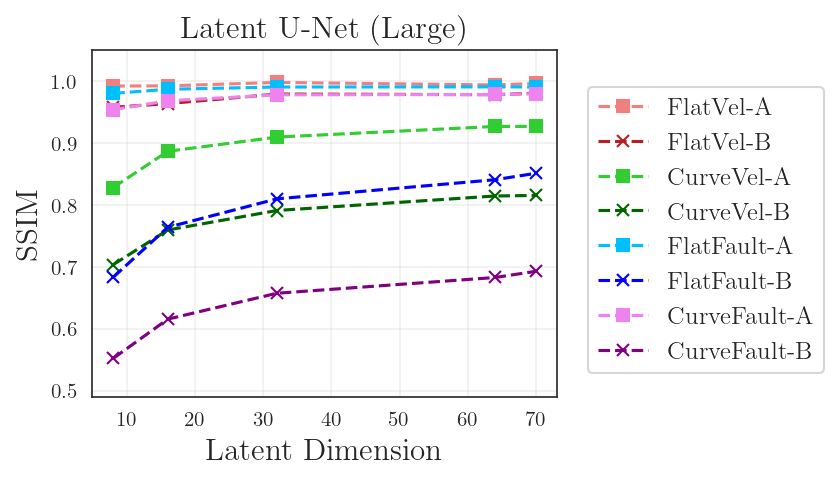 Latent U-Net (Large)
1.0
0.9
0.8
0.7
0.6
0.5
SSIM
10 20 30 40 50 60 70
Latent Dimension
FlatVel-A
FlatVel-B
CurveVel-A
CurveVel-B
FlatFault-A
FlatFault-B
CurveFault-A
CurveFault-B